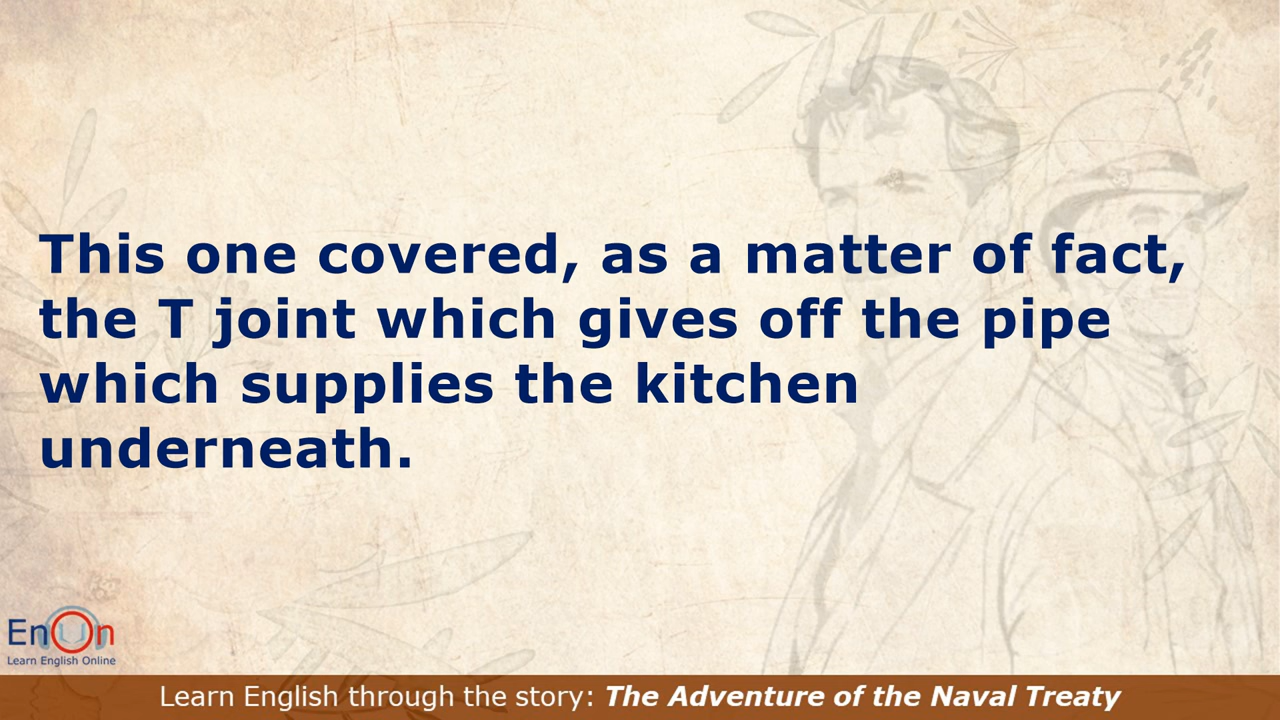 This one covered, as a matter of fact,
the T joint which gives off the pipe
which supplies the kitchen
underneath.
EnOn
Learn English Online
Learn English through the story: The Adventure of the Naval Treaty